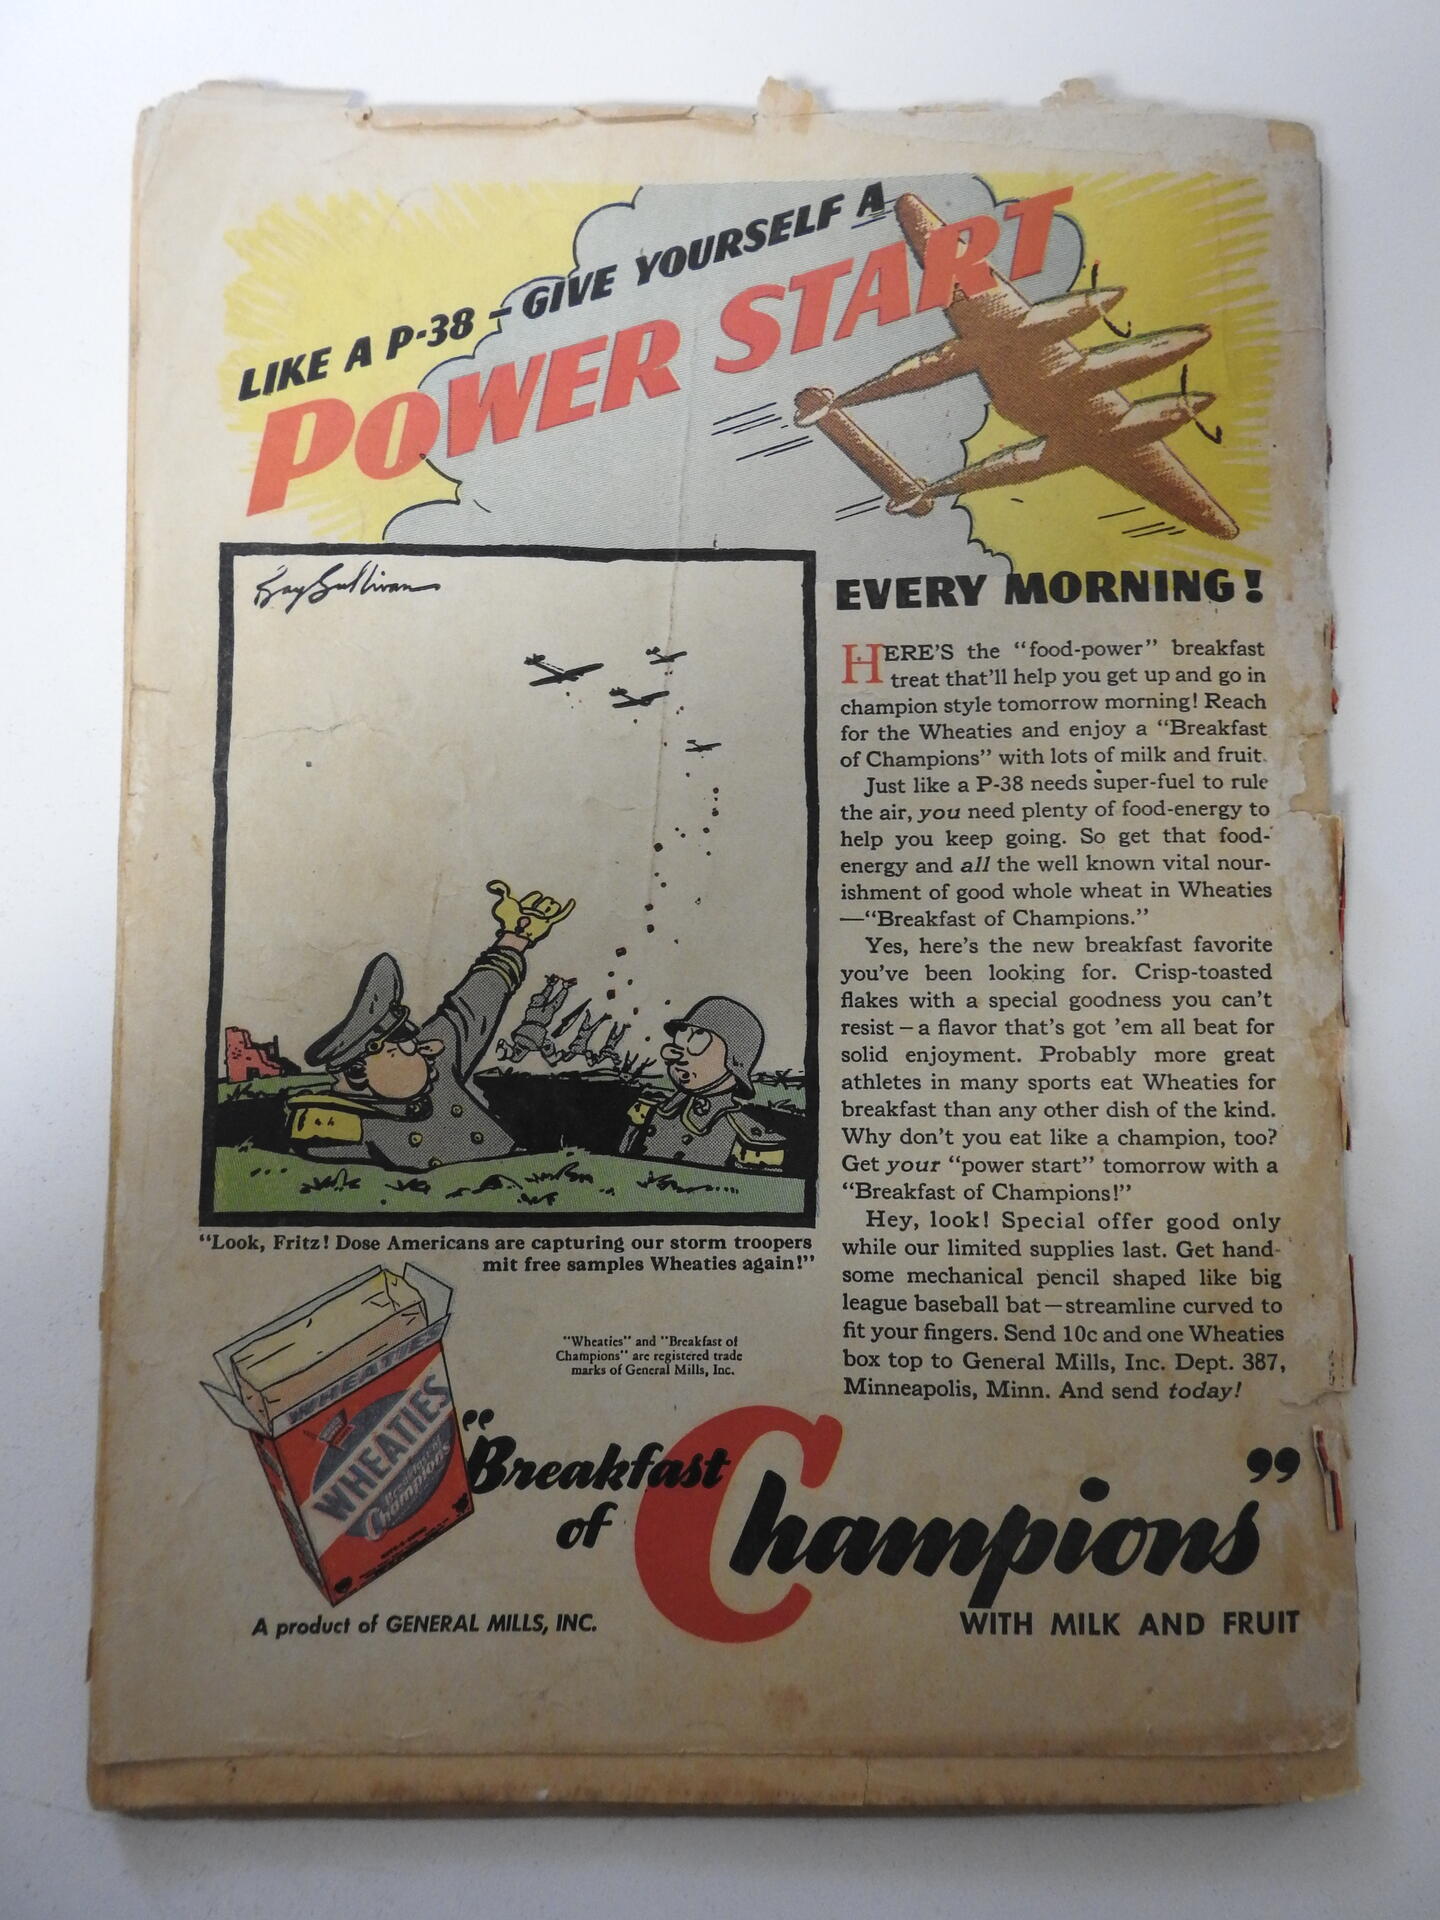 LIKE A P-38 – GIVE YOURSELF A
POWER START
EVERY MORNING!
Ray Sullivan
HERE'S the “food-power” breakfast
treat that'll help you get up and go in
champion style tomorrow morning! Reach
for the Wheaties and enjoy a “Breakfast
of Champions” with lots of milk and fruit.
Just like a P-38 needs super-fuel to rule
the air, you need plenty of food-energy to
help you keep going. So get that food-
energy and all the well known vital nour-
ishment of good whole wheat in Wheaties
—“Breakfast of Champions.”
Yes, here's the new breakfast favorite
you've been looking for. Crisp-toasted
flakes with a special goodness you can't
resist – a flavor that's got 'em all beat for
solid enjoyment. Probably more great
athletes in many sports eat Wheaties for
breakfast than any other dish of the kind.
Why don't you eat like a champion, too?
Get your “power start” tomorrow with a
“Breakfast of Champions!”
Hey, look! Special offer good only
while our limited supplies last. Get hand-
some mechanical pencil shaped like big
league baseball bat—streamline curved to
fit your fingers. Send 10c and one Wheaties
box top to General Mills, Inc. Dept. 387,
Minneapolis, Minn. And send today!
“Look, Fritz! Dose Americans are capturing our storm troopers
mit free samples Wheaties again!”
“Wheaties” and “Breakfast of
Champions” are registered trade
marks of General Mills, Inc.
WHEATIES
WHEATIES
Breakfast of
Champions
“Breakfast
of Champions”
A product of GENERAL MILLS, INC.
WITH MILK AND FRUIT